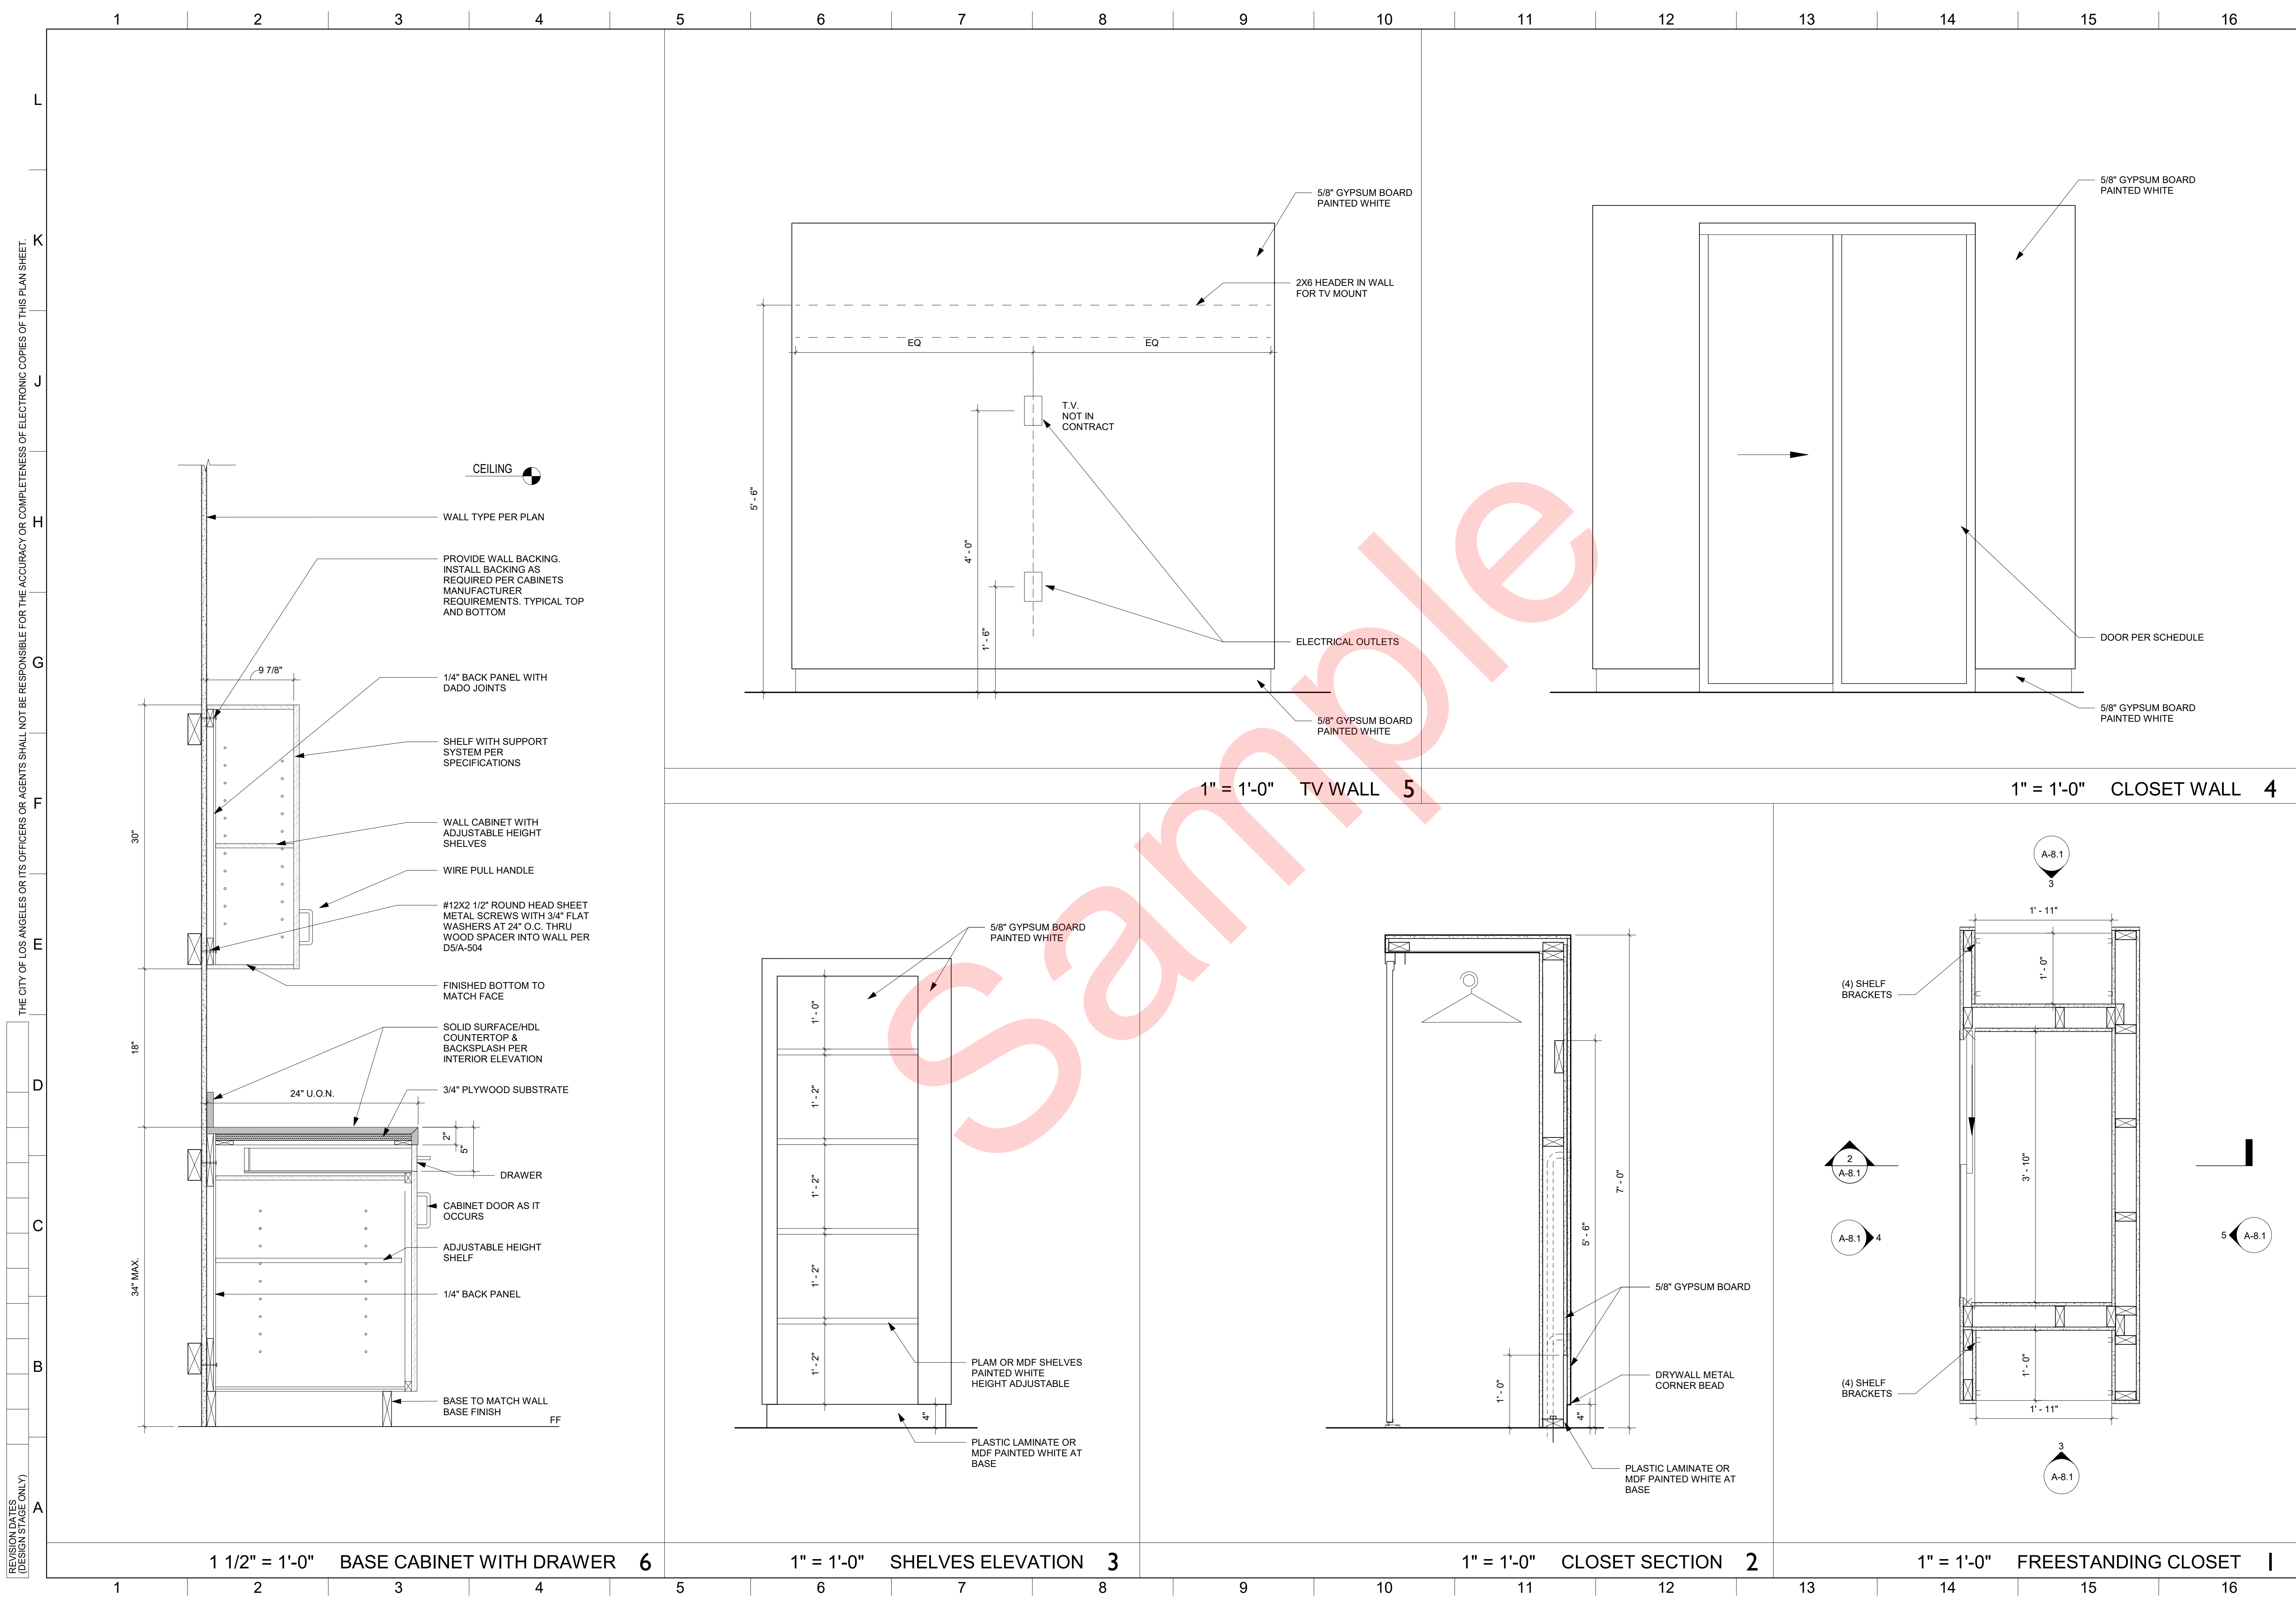 1 2 3 4 5 6 7 8 9 10 11 12 13 14 15 16
L
K
J
H
G
F
E
D
C
B
A
THE CITY OF LOS ANGELES OR ITS OFFICERS OR AGENTS SHALL NOT BE RESPONSIBLE FOR THE ACCURACY OR COMPLETENESS OF ELECTRONIC COPIES OF THIS PLAN SHEET.
REVISION DATES
(DESIGN STAGE ONLY)
CEILING
WALL TYPE PER PLAN
PROVIDE WALL BACKING.
INSTALL BACKING AS
REQUIRED PER CABINETS
MANUFACTURER
REQUIREMENTS. TYPICAL TOP
AND BOTTOM
9 7/8"
1/4" BACK PANEL WITH
DADO JOINTS
SHELF WITH SUPPORT
SYSTEM PER
SPECIFICATIONS
30"
WALL CABINET WITH
ADJUSTABLE HEIGHT
SHELVES
WIRE PULL HANDLE
#12X2 1/2" ROUND HEAD SHEET
METAL SCREWS WITH 3/4" FLAT
WASHERS AT 24" O.C. THRU
WOOD SPACER INTO WALL PER
D5/A-504
FINISHED BOTTOM TO
MATCH FACE
18"
SOLID SURFACE/HDL
COUNTERTOP &
BACKSPLASH PER
INTERIOR ELEVATION
24" U.O.N.
3/4" PLYWOOD SUBSTRATE
2"
5"
DRAWER
CABINET DOOR AS IT
OCCURS
ADJUSTABLE HEIGHT
SHELF
34" MAX.
1/4" BACK PANEL
BASE TO MATCH WALL
BASE FINISH
FF
1 1/2" = 1'-0" BASE CABINET WITH DRAWER 6
5/8" GYPSUM BOARD
PAINTED WHITE
2X6 HEADER IN WALL
FOR TV MOUNT
EQ
EQ
T.V.
NOT IN
CONTRACT
5' - 6"
4' - 0"
1' - 6"
ELECTRICAL OUTLETS
5/8" GYPSUM BOARD
PAINTED WHITE
1" = 1'-0" TV WALL 5
5/8" GYPSUM BOARD
PAINTED WHITE
DOOR PER SCHEDULE
5/8" GYPSUM BOARD
PAINTED WHITE
1" = 1'-0" CLOSET WALL 4
5/8" GYPSUM BOARD
PAINTED WHITE
1' - 0"
1' - 2"
1' - 2"
1' - 2"
1' - 2"
PLAM OR MDF SHELVES
PAINTED WHITE
HEIGHT ADJUSTABLE
4"
PLASTIC LAMINATE OR
MDF PAINTED WHITE AT
BASE
1" = 1'-0" SHELVES ELEVATION 3
7' - 0"
5' - 6"
5/8" GYPSUM BOARD
1' - 0"
4"
DRYWALL METAL
CORNER BEAD
PLASTIC LAMINATE OR
MDF PAINTED WHITE AT
BASE
1" = 1'-0" CLOSET SECTION 2
A-8.1
3
1' - 11"
1' - 0"
(4) SHELF
BRACKETS
2
A-8.1
3' - 10"
A-8.1 4
5 A-8.1
(4) SHELF
BRACKETS
1' - 0"
1' - 11"
3
A-8.1
1" = 1'-0" FREESTANDING CLOSET 1
1 2 3 4 5 6 7 8 9 10 11 12 13 14 15 16
Sample